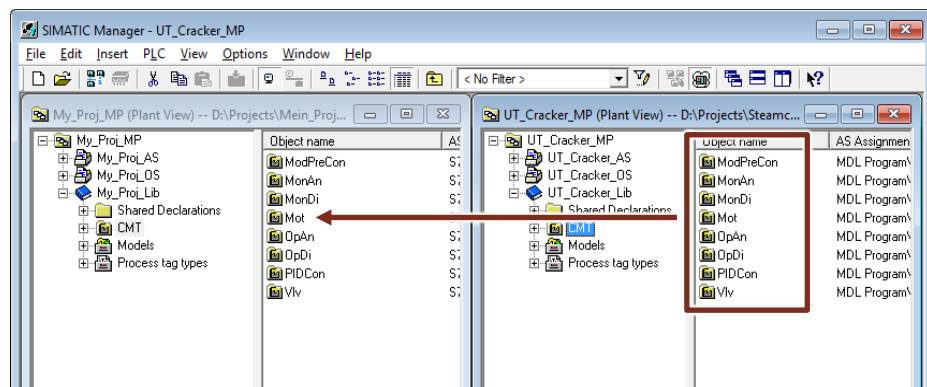 SIMATIC Manager - UT_Cracker_MP
File Edit Insert PLC View Options Window Help
< No Filter >
My_Proj_MP (Plant View) -- D:\Projects\Mein_Proj...
My_Proj_MP
My_Proj_AS
My_Proj_OS
My_Proj_Lib
Shared Declarations
CMT
Models
Process tag types
Object name
ModPreCon
MonAn
MonDi
Mot
OpAn
OpDi
PIDCon
Vlv
UT_Cracker_MP (Plant View) -- D:\Projects\Steamc...
UT_Cracker_MP
UT_Cracker_AS
UT_Cracker_OS
UT_Cracker_Lib
Shared Declarations
CMT
Models
Process tag types
Object name AS Assignmen
ModPreCon MDL Program\
MonAn MDL Program\
MonDi MDL Program\
Mot MDL Program\
OpAn MDL Program\
OpDi MDL Program\
PIDCon MDL Program\
Vlv MDL Program\